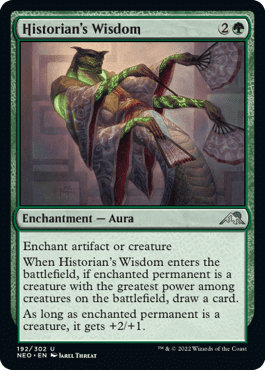 Historian's Wisdom 2
Enchantment — Aura
Enchant artifact or creature
When Historian's Wisdom enters the
battlefield, if enchanted permanent is a
creature with the greatest power among
creatures on the battlefield, draw a card.
As long as enchanted permanent is a
creature, it gets +2/+1.
192/302 U
NEO • EN Jarel Threat
™ & © 2022 Wizards of the Coast